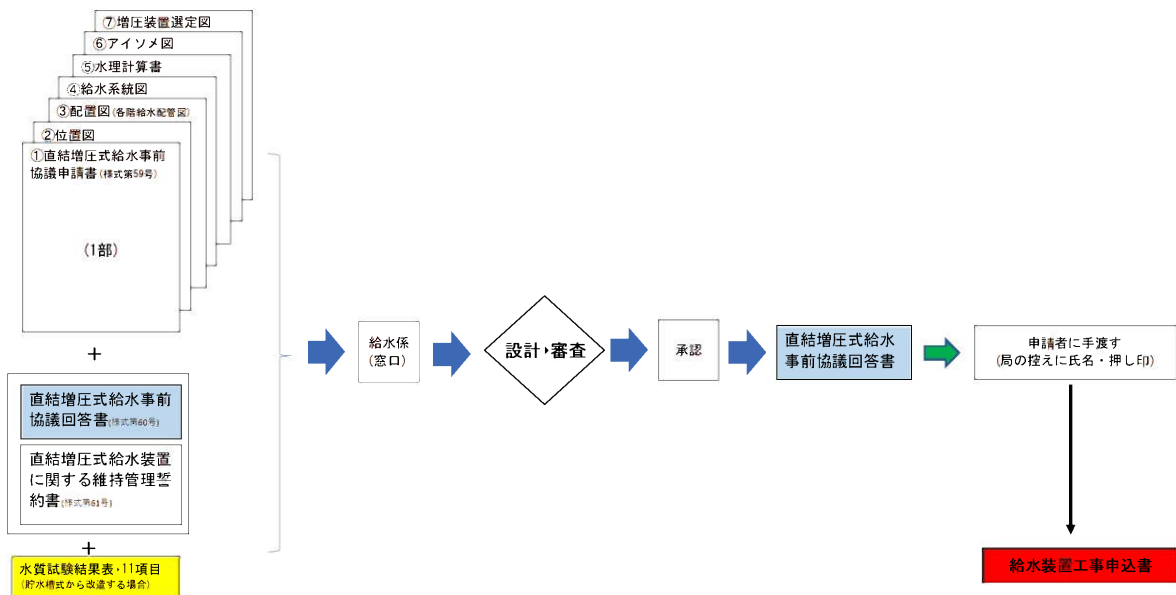 ⑦増圧装置選定図
⑥アイソメ図
⑤水理計算書
④給水系統図
③配置図(各階給水配管図)
②位置図
①直結増圧式給水事前
協議申請書(様式第59号)
(1部)
+
直結増圧式給水事前
協議回答書(様式第60号)
直結増圧式給水装置
に関する維持管理誓
約書(様式第61号)
+
水質試験結果表・11項目
(貯水槽式から改造する場合)
給水係
(窓口)
設計・審査
承認
直結増圧式給水
事前協議回答書
申請者に手渡す
(局の控えに氏名・押し印)
給水装置工事申込書